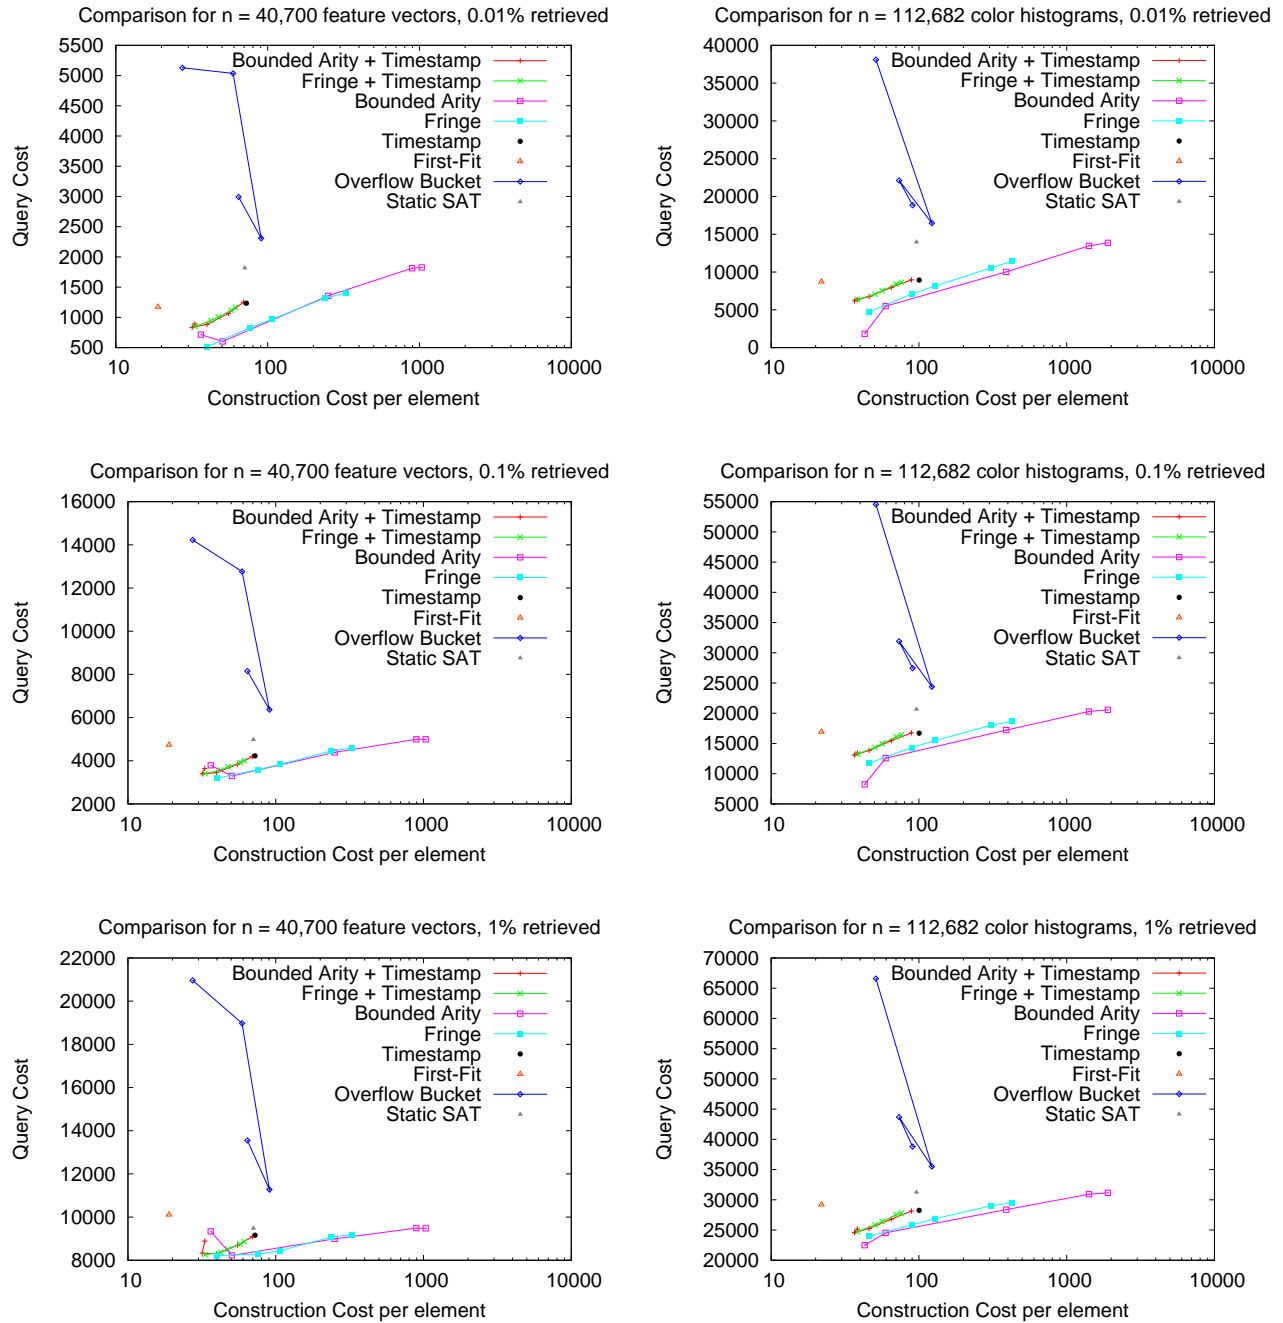 Comparison for n = 40,700 feature vectors, 0.01% retrieved
5500
5000
4500
4000
3500
3000
2500
2000
1500
1000
500
10 100 1000 10000
Query Cost
Construction Cost per element
Bounded Arity + Timestamp
Fringe + Timestamp
Bounded Arity
Fringe
Timestamp
First-Fit
Overflow Bucket
Static SAT
Comparison for n = 112,682 color histograms, 0.01% retrieved
40000
35000
30000
25000
20000
15000
10000
5000
0
10 100 1000 10000
Query Cost
Construction Cost per element
Bounded Arity + Timestamp
Fringe + Timestamp
Bounded Arity
Fringe
Timestamp
First-Fit
Overflow Bucket
Static SAT
Comparison for n = 40,700 feature vectors, 0.1% retrieved
16000
14000
12000
10000
8000
6000
4000
2000
10 100 1000 10000
Query Cost
Construction Cost per element
Bounded Arity + Timestamp
Fringe + Timestamp
Bounded Arity
Fringe
Timestamp
First-Fit
Overflow Bucket
Static SAT
Comparison for n = 112,682 color histograms, 0.1% retrieved
55000
50000
45000
40000
35000
30000
25000
20000
15000
10000
5000
10 100 1000 10000
Query Cost
Construction Cost per element
Bounded Arity + Timestamp
Fringe + Timestamp
Bounded Arity
Fringe
Timestamp
First-Fit
Overflow Bucket
Static SAT
Comparison for n = 40,700 feature vectors, 1% retrieved
22000
20000
18000
16000
14000
12000
10000
8000
10 100 1000 10000
Query Cost
Construction Cost per element
Bounded Arity + Timestamp
Fringe + Timestamp
Bounded Arity
Fringe
Timestamp
First-Fit
Overflow Bucket
Static SAT
Comparison for n = 112,682 color histograms, 1% retrieved
70000
65000
60000
55000
50000
45000
40000
35000
30000
25000
20000
10 100 1000 10000
Query Cost
Construction Cost per element
Bounded Arity + Timestamp
Fringe + Timestamp
Bounded Arity
Fringe
Timestamp
First-Fit
Overflow Bucket
Static SAT